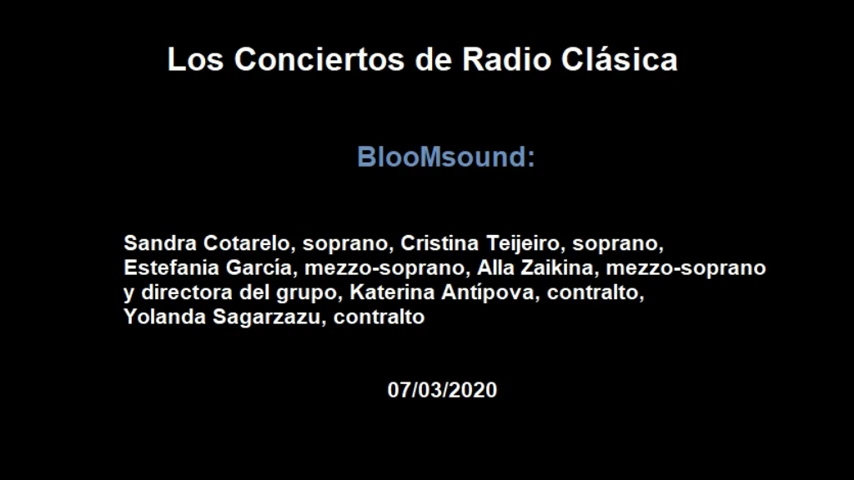 Los Conciertos de Radio Clásica
BlooMsound:
Sandra Cotarelo, soprano, Cristina Teijeiro, soprano,
Estefania García, mezzo-soprano, Alla Zaikina, mezzo-soprano
y directora del grupo, Katerina Antípova, contralto,
Yolanda Sagarzazu, contralto
07/03/2020